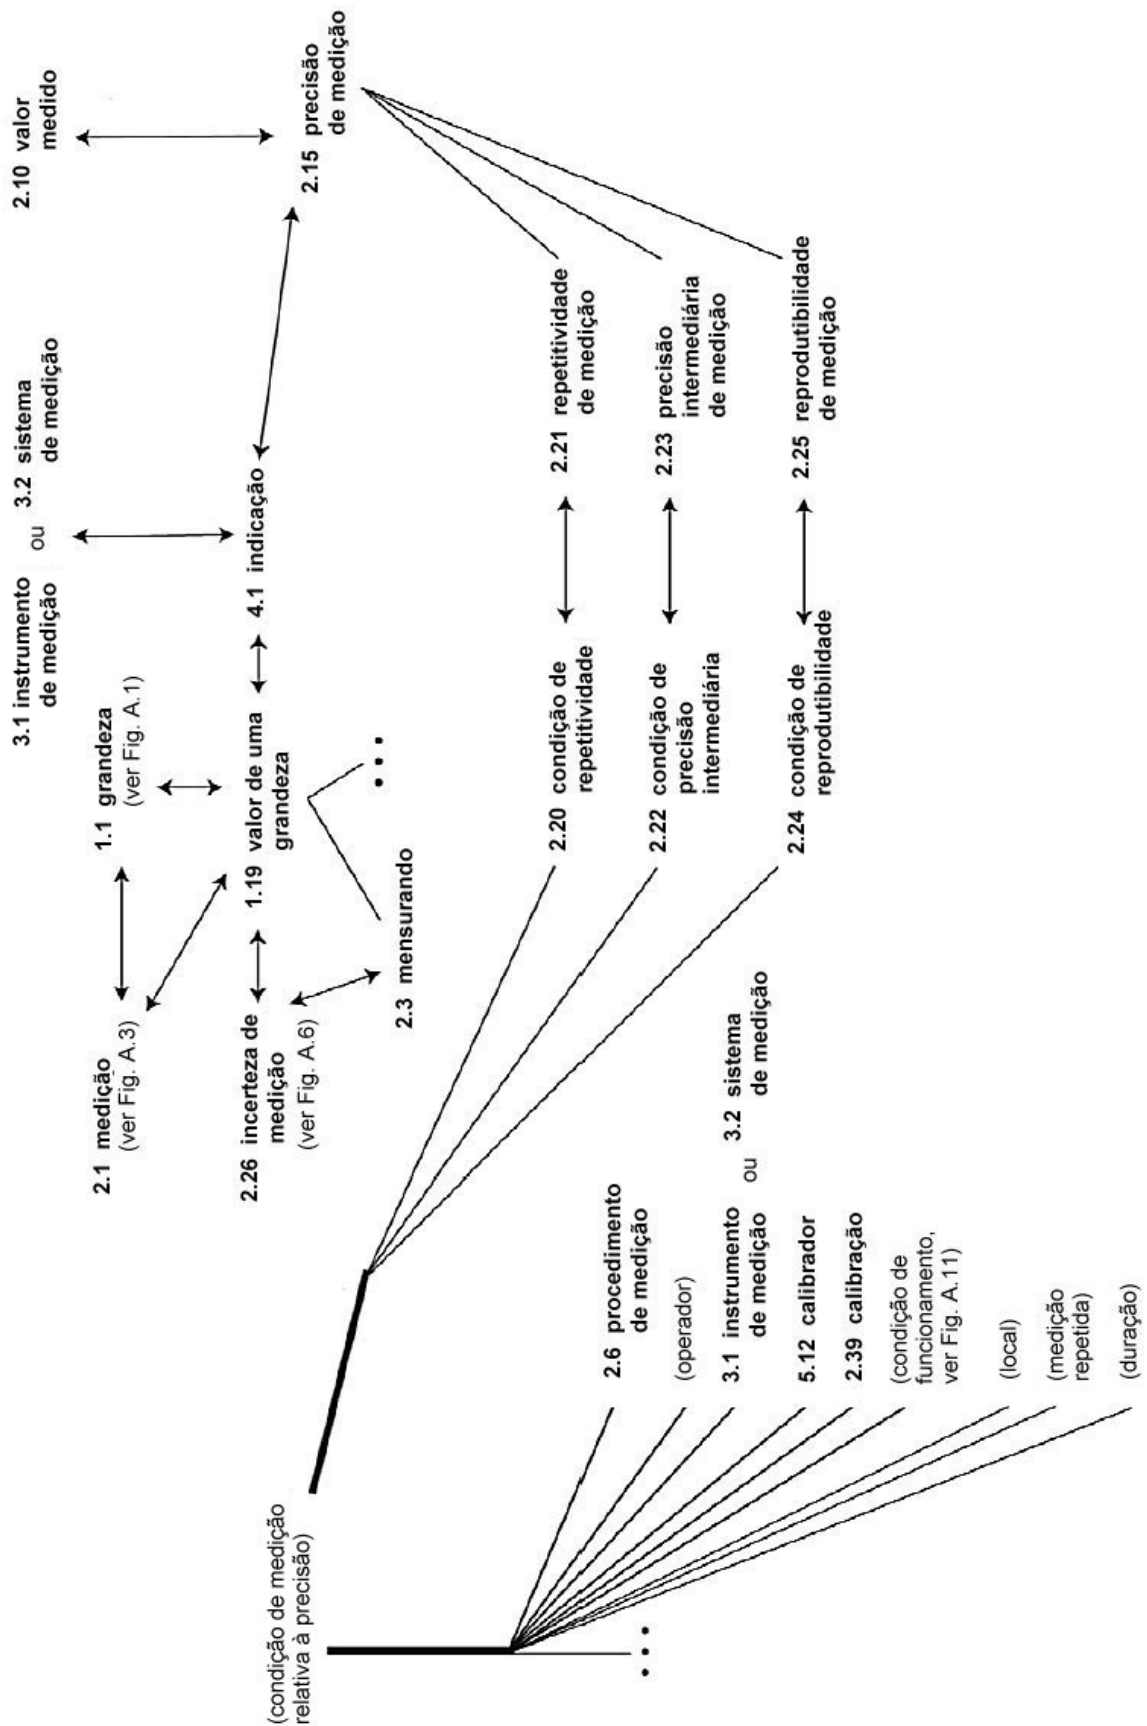 3.1 instrumento
de medição
ou
3.2 sistema
de medição
2.10 valor
medido
2.1 medição
(ver Fig. A.3)
1.1 grandeza
(ver Fig. A.1)
2.26 incerteza de
medição
(ver Fig. A.6)
1.19 valor de uma
grandeza
4.1 indicação
2.15 precisão
de medição
2.3 mensurando
(condição de medição
relativa à precisão)
2.20 condição de
repetitividade
2.21 repetitividade
de medição
2.22 condição de
precisão
intermediária
2.23 precisão
intermediária
de medição
2.24 condição de
reprodutibilidade
2.25 reprodutibilidade
de medição
2.6 procedimento
de medição
(operador)
3.1 instrumento
de medição
ou
3.2 sistema
de medição
5.12 calibrador
2.39 calibração
(condição de
funcionamento,
ver Fig. A.11)
(local)
(medição
repetida)
(duração)